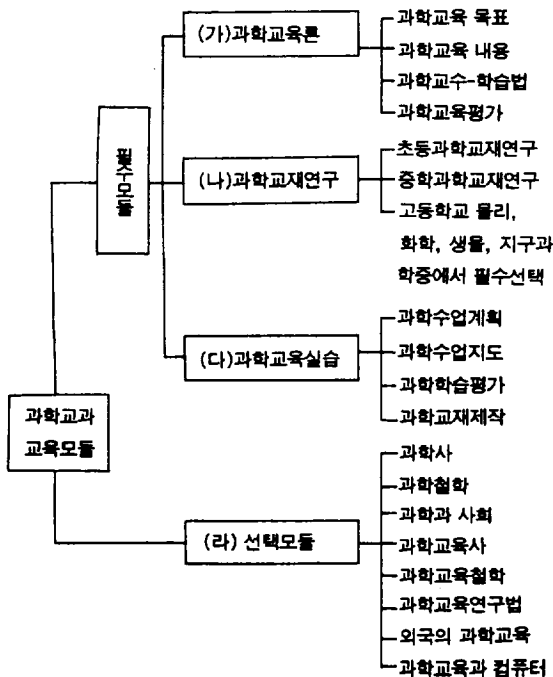 (가)과학교육론
과학교육 목표
과학교육 내용
과학교수-학습법
과학교육평가
필수모듈
(나)과학교재연구
초등과학교재연구
중학과학교재연구
고등학교 물리,
화학, 생물, 지구과
학중에서 필수선택
(다)과학교육실습
과학수업계획
과학수업지도
과학학습평가
과학교재제작
과학교과
교육모듈
(라) 선택모듈
과학사
과학철학
과학과 사회
과학교육사
과학교육철학
과학교육연구법
외국의 과학교육
과학교육과 컴퓨터